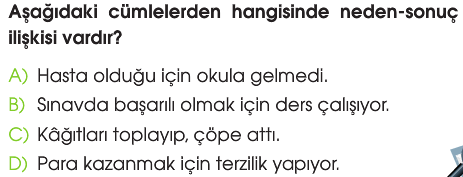 Aşağıdaki cümlelerden hangisinde neden-sonuç
ilişkisi vardır?
A) Hasta olduğu için okula gelmedi.
B) Sınavda başarılı olmak için ders çalışıyor.
C) Kâğıtları toplayıp, çöpe attı.
D) Para kazanmak için terzilik yapıyor.